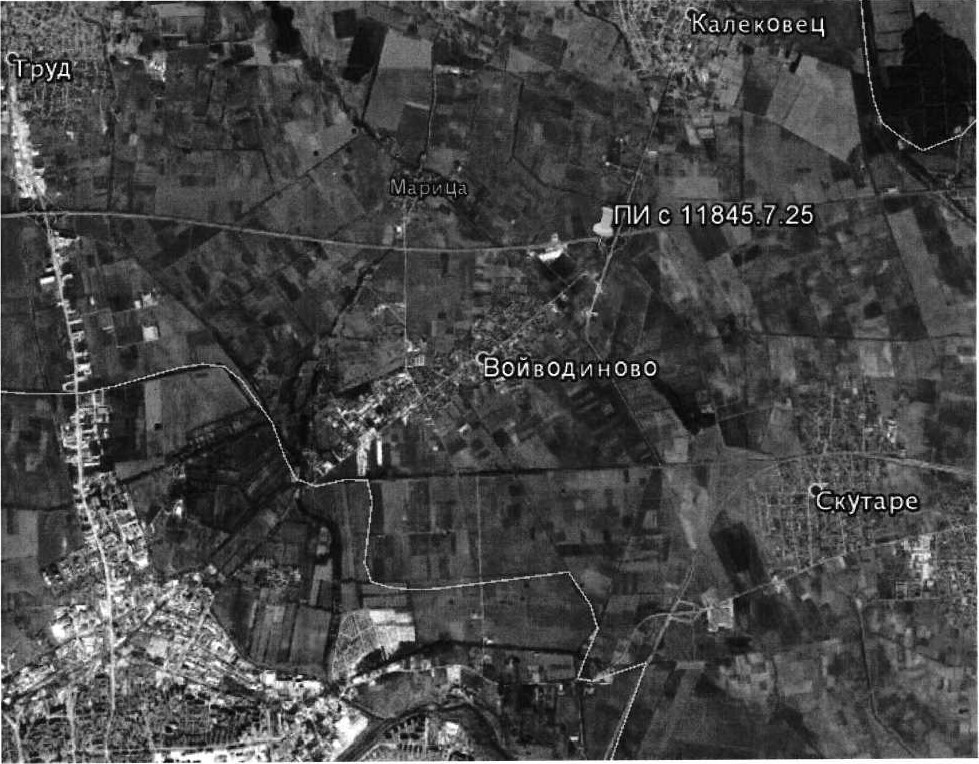 Калековец
Труд
Марица
ПИ с 11845.7.25
Войводиново
Скутаре